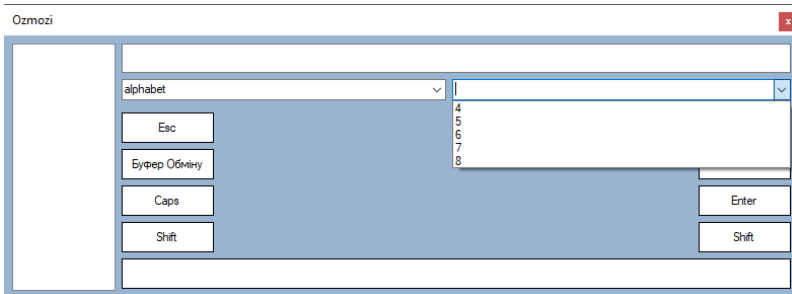 Ozmozi
x
alphabet
4
5
6
7
8
Esc
Буфер Обміну
Caps
Enter
Shift
Shift